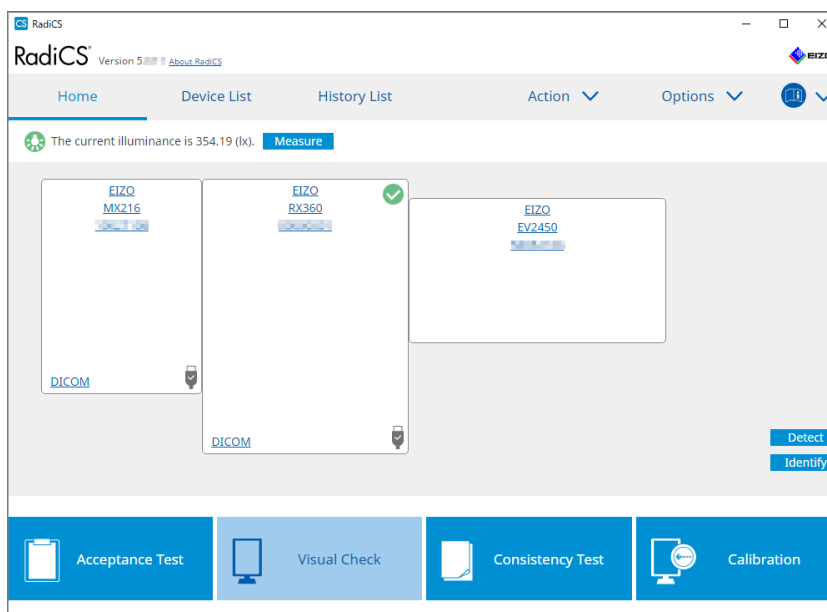 CS RadiCS
RadiCS® Version 5. About RadiCS
EIZO
Home Device List History List Action Options
The current illuminance is 354.19 (lx). Measure
EIZO
MX216
DICOM
EIZO
RX360
DICOM
EIZO
EV2450
Detect
Identify
Acceptance Test Visual Check Consistency Test Calibration